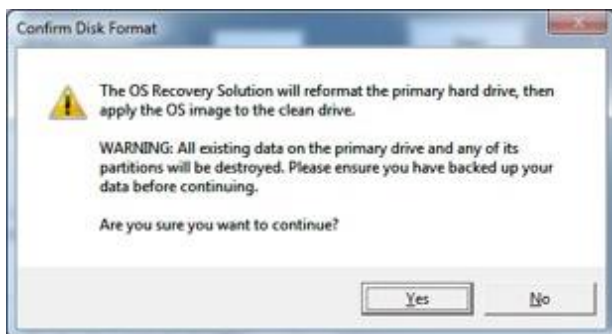 Confirm Disk Format
The OS Recovery Solution will reformat the primary hard drive, then
apply the OS image to the clean drive.
WARNING: All existing data on the primary drive and any of its
partitions will be destroyed. Please ensure you have backed up your
data before continuing.
Are you sure you want to continue?
Yes
No